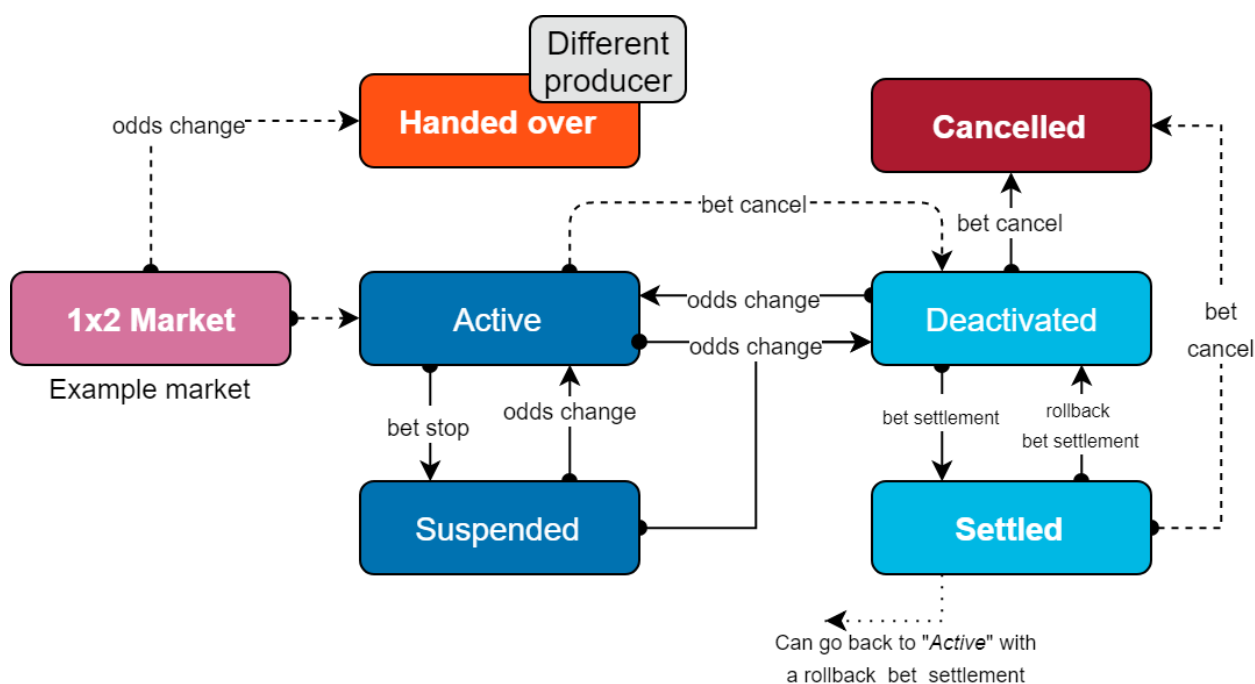 Different
producer
odds change
Handed over
Cancelled
bet cancel
bet cancel
1x2 Market
Example market
Active
odds change
Deactivated
odds change
bet
cancel
bet stop
odds change
bet settlement
rollback
bet settlement
Suspended
Settled
Can go back to "Active" with
a rollback bet settlement